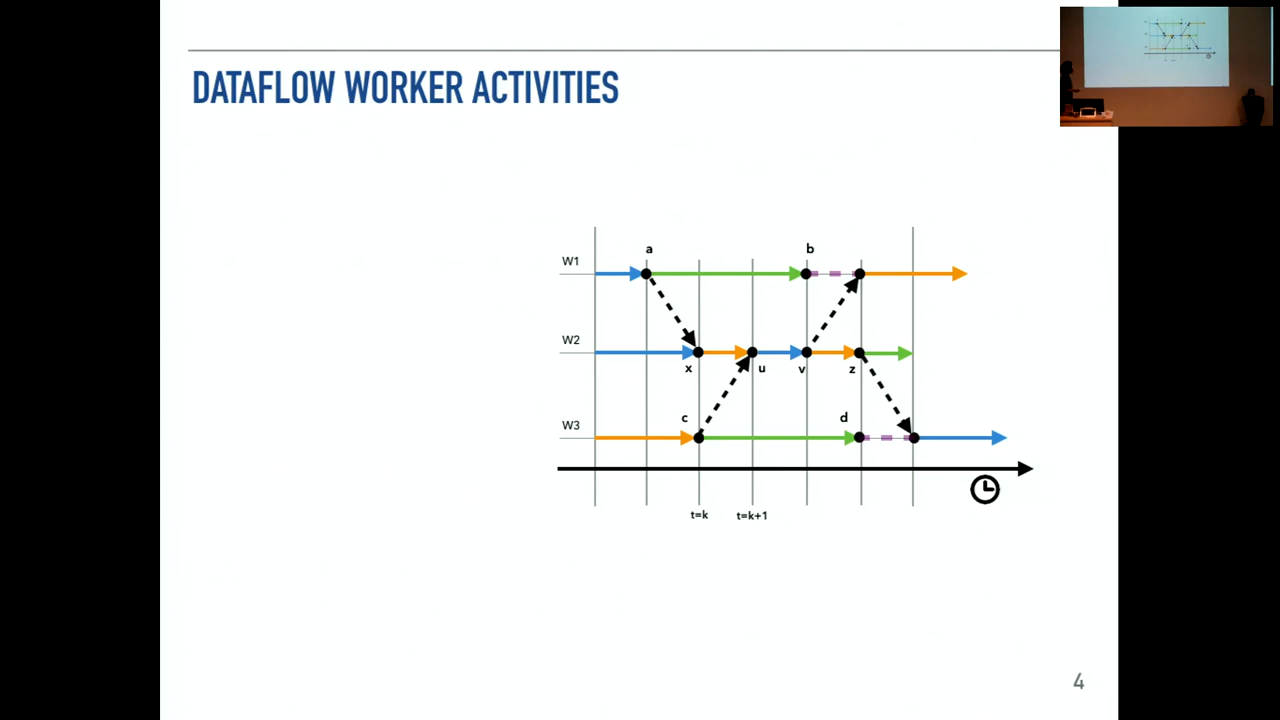 DATAFLOW WORKER ACTIVITIES
a
b
W1
W2
x
u
v
z
c
d
W3
t=k
t=k+1
4